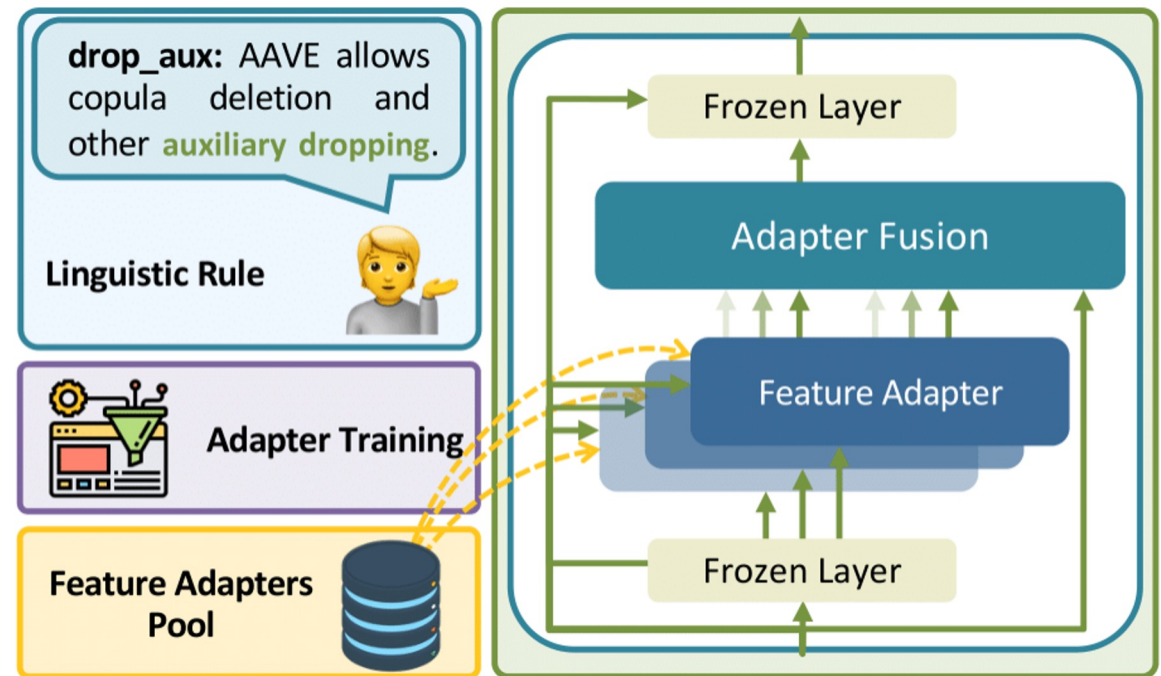 drop_aux: AAVE allows
copula deletion and
other auxiliary dropping.
Linguistic Rule
Adapter Training
Feature Adapters
Pool
Frozen Layer
Adapter Fusion
Feature Adapter
Frozen Layer